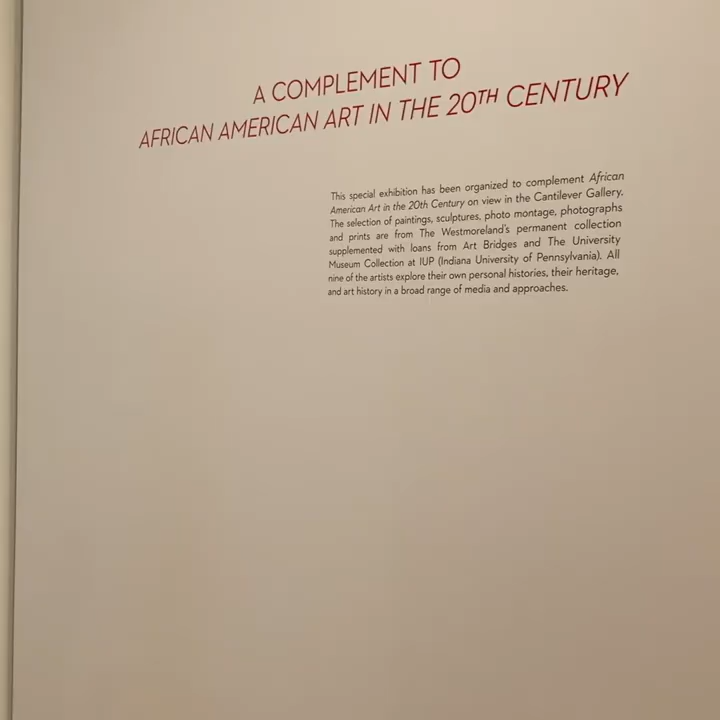 A COMPLEMENT TO
AFRICAN AMERICAN ART IN THE 20TH CENTURY
This special exhibition has been organized to complement African
American Art in the 20th Century on view in the Cantilever Gallery.
The selection of paintings, sculptures, photo montage, photographs
and prints are from The Westmoreland's permanent collection
supplemented with loans from Art Bridges and The University
Museum Collection at IUP (Indiana University of Pennsylvania). All
nine of the artists explore their own personal histories, their heritage,
and art history in a broad range of media and approaches.